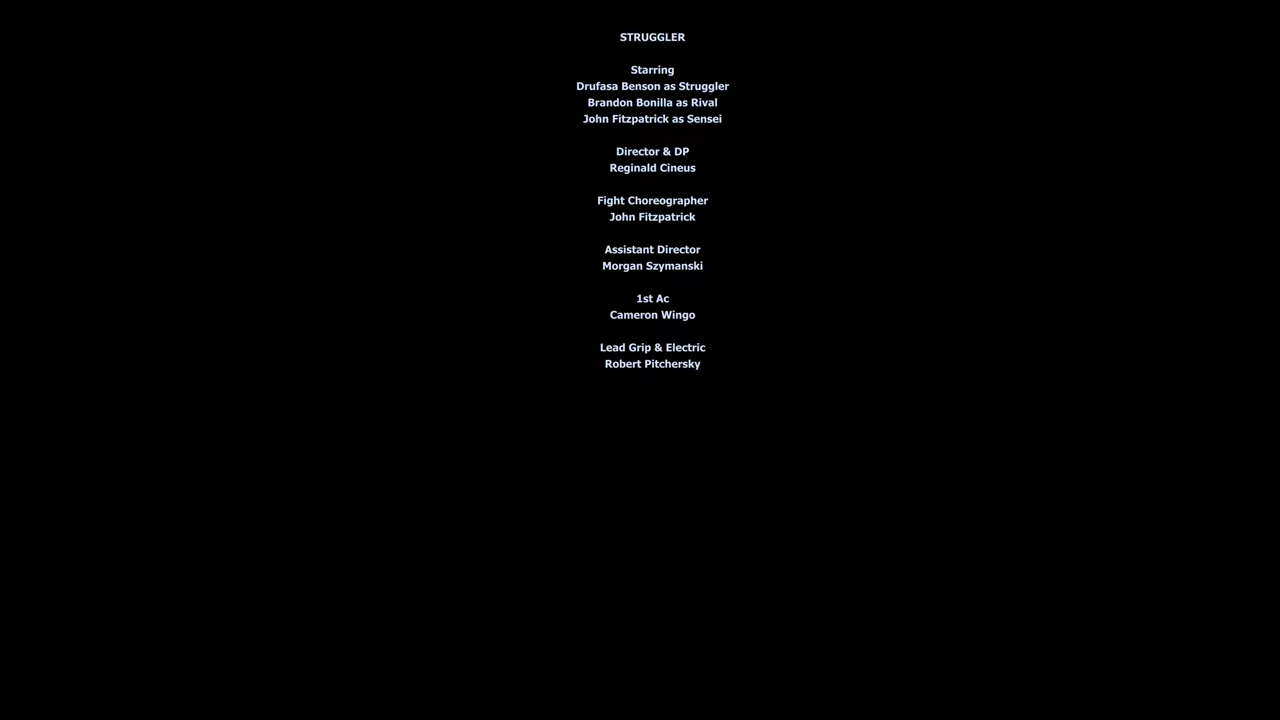 STRUGGLER
Starring
Drufasa Benson as Struggler
Brandon Bonilla as Rival
John Fitzpatrick as Sensei
Director & DP
Reginald Cineus
Fight Choreographer
John Fitzpatrick
Assistant Director
Morgan Szymanski
1st Ac
Cameron Wingo
Lead Grip & Electric
Robert Pitchersky